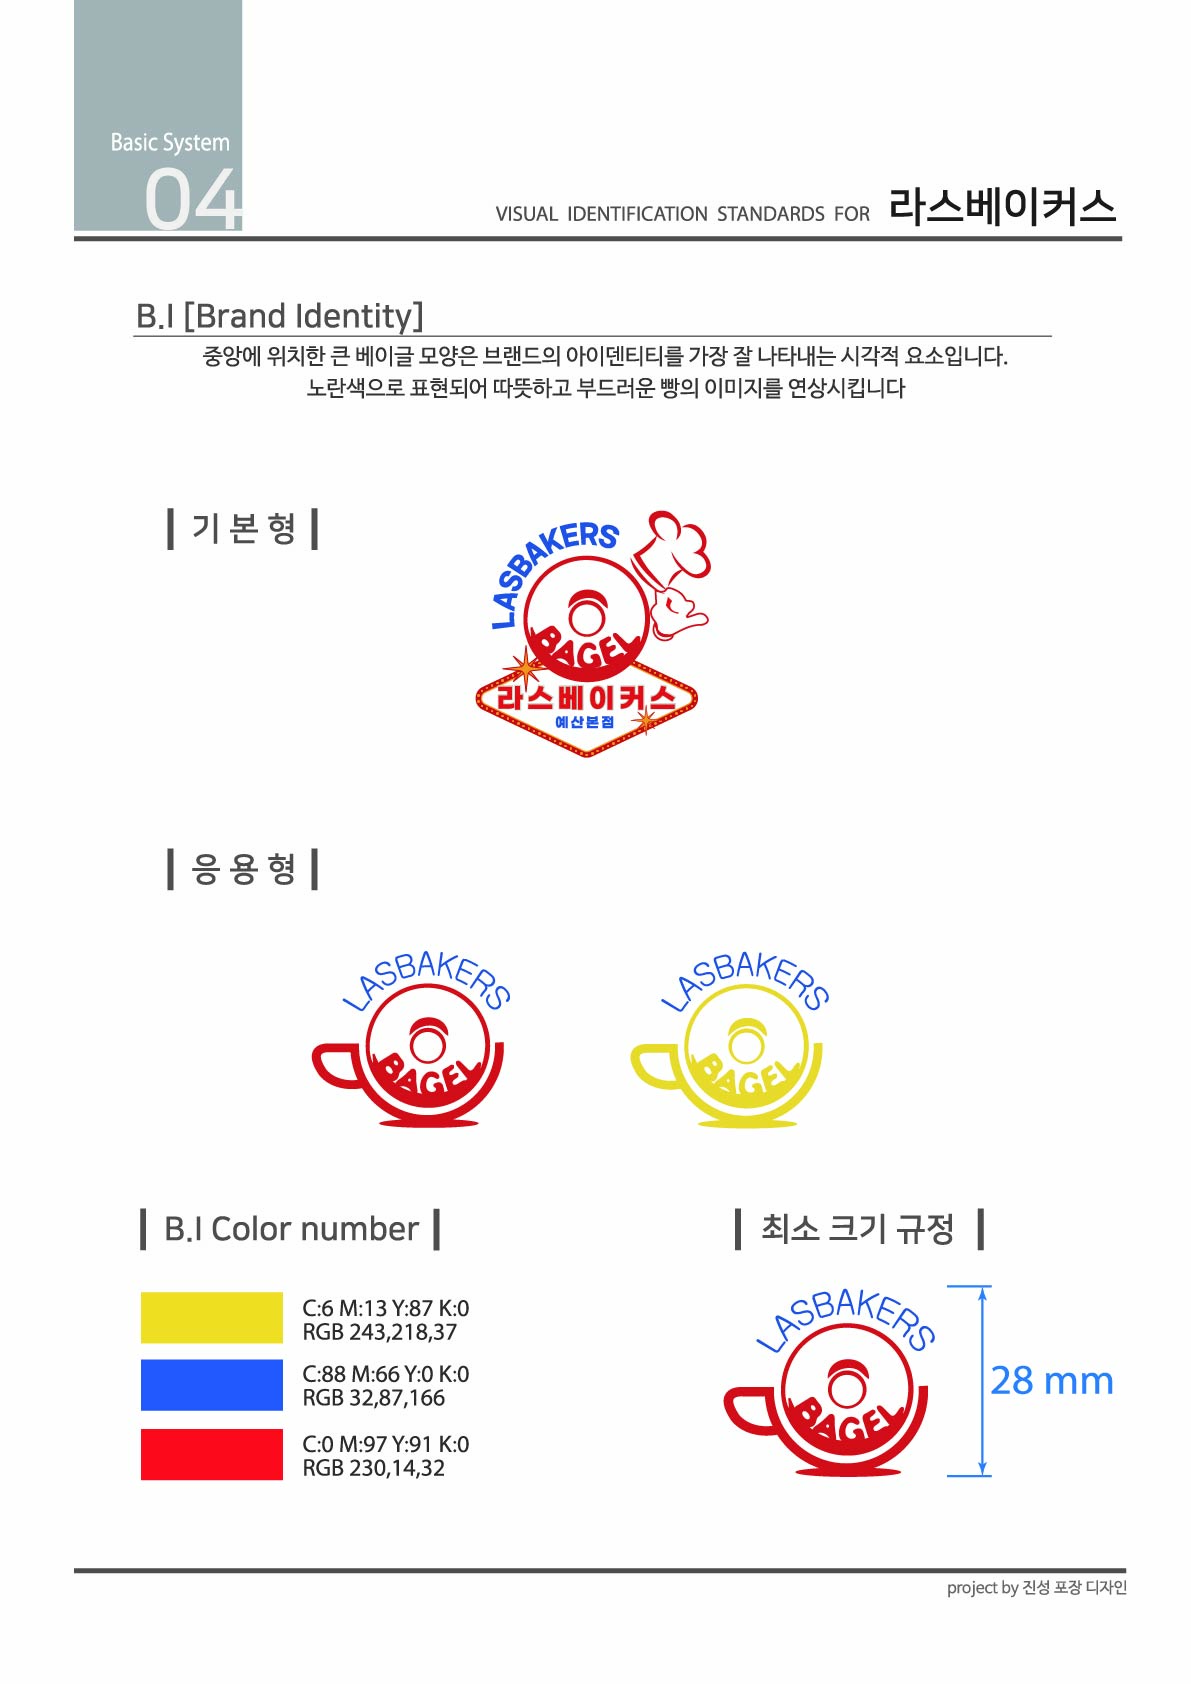 Basic System
04
VISUAL IDENTIFICATION STANDARDS FOR 라스베이커스
B.I [Brand Identity]
중앙에 위치한 큰 베이글 모양은 브랜드의 아이덴티티를 가장 잘 나타내는 시각적 요소입니다.
노란색으로 표현되어 따뜻하고 부드러운 빵의 이미지를 연상시킵니다
기본형
LASBAKERS
BAGEL
라스베이커스
예산본점
응용형
LASBAKERS
BAGEL
LASBAKERS
BAGEL
B.I Color number
C:6 M:13 Y:87 K:0
RGB 243,218,37
C:88 M:66 Y:0 K:0
RGB 32,87,166
C:0 M:97 Y:91 K:0
RGB 230,14,32
최소 크기 규정
LASBAKERS
BAGEL
28 mm
project by 진성 포장 디자인